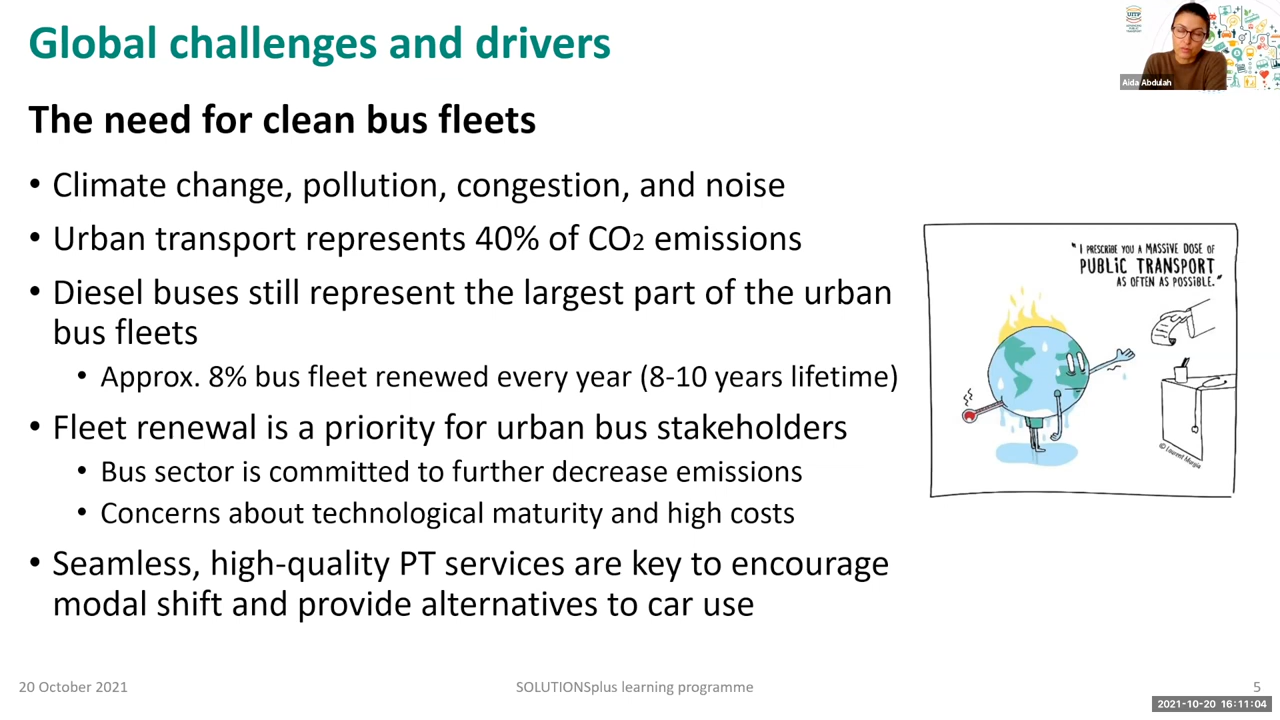 Global challenges and drivers
UITP
Aida Abdulah
The need for clean bus fleets
• Climate change, pollution, congestion, and noise
• Urban transport represents 40% of CO2 emissions
• Diesel buses still represent the largest part of the urban
bus fleets
• Approx. 8% bus fleet renewed every year (8-10 years lifetime)
• Fleet renewal is a priority for urban bus stakeholders
• Bus sector is committed to further decrease emissions
• Concerns about technological maturity and high costs
• Seamless, high-quality PT services are key to encourage
modal shift and provide alternatives to car use
"I PRESCRIBE YOU A MASSIVE DOSE OF
PUBLIC TRANSPORT
AS OFTEN AS POSSIBLE."
© Laurent Murgia
20 October 2021
SOLUTIONSplus learning programme
5
2021-10-20 16:11:04